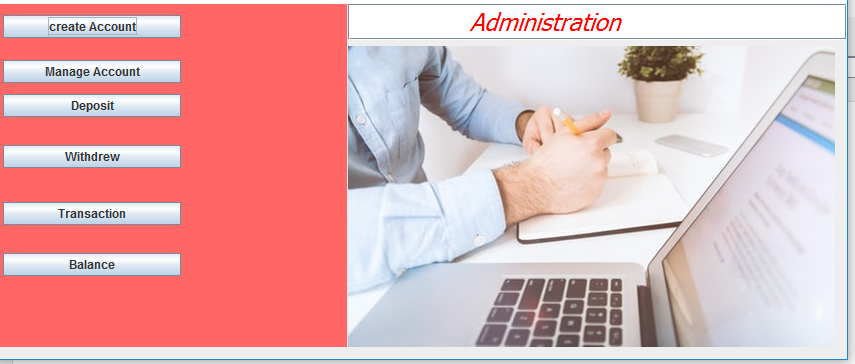 create Account
Administration
Manage Account
Deposit
Withdrew
Transaction
Balance